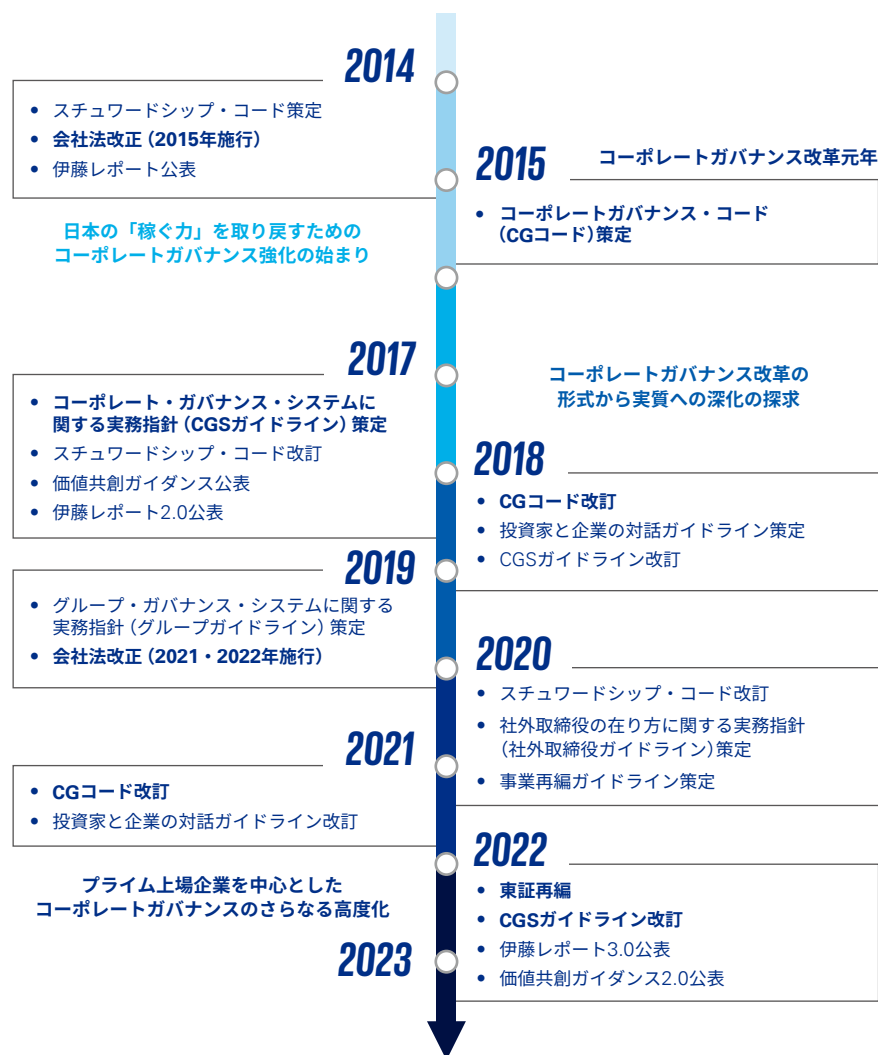 2014
• スチュワードシップ・コード策定
• 会社法改正（2015年施行）
• 伊藤レポート公表
日本の「稼ぐ力」を取り戻すための
コーポレートガバナンス強化の始まり
2015
コーポレートガバナンス改革元年
• コーポレートガバナンス・コード
（CGコード）策定
2017
• コーポレート・ガバナンス・システムに
関する実務指針（CGSガイドライン）策定
• スチュワードシップ・コード改訂
• 価値共創ガイダンス公表
• 伊藤レポート2.0公表
コーポレートガバナンス改革の
形式から実質への深化の探求
2018
• CGコード改訂
• 投資家と企業の対話ガイドライン策定
• CGSガイドライン改訂
2019
• グループ・ガバナンス・システムに関する
実務指針（グループガイドライン）策定
• 会社法改正（2021・2022年施行）
2020
• スチュワードシップ・コード改訂
• 社外取締役の在り方に関する実務指針
（社外取締役ガイドライン）策定
• 事業再編ガイドライン策定
2021
• CGコード改訂
• 投資家と企業の対話ガイドライン改訂
プライム上場企業を中心とした
コーポレートガバナンスのさらなる高度化
2022
• 東証再編
• CGSガイドライン改訂
• 伊藤レポート3.0公表
• 価値共創ガイダンス2.0公表
2023